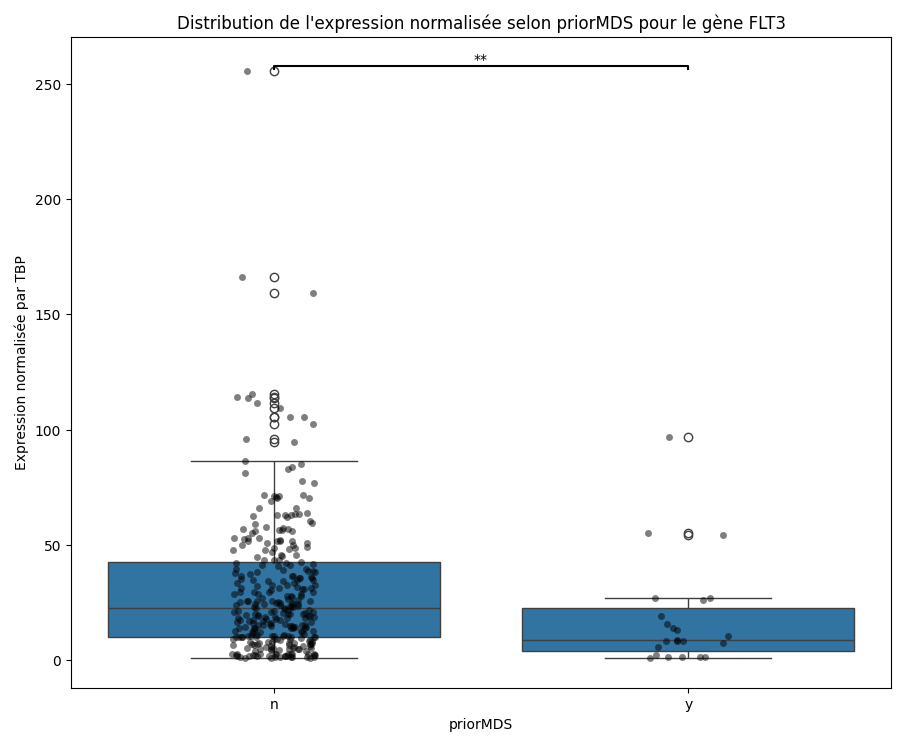 Distribution de l'expression normalisée selon priorMDS pour le gène FLT3
**
250
200
150
100
50
0
Expression normalisée par TBP
n
y
priorMDS